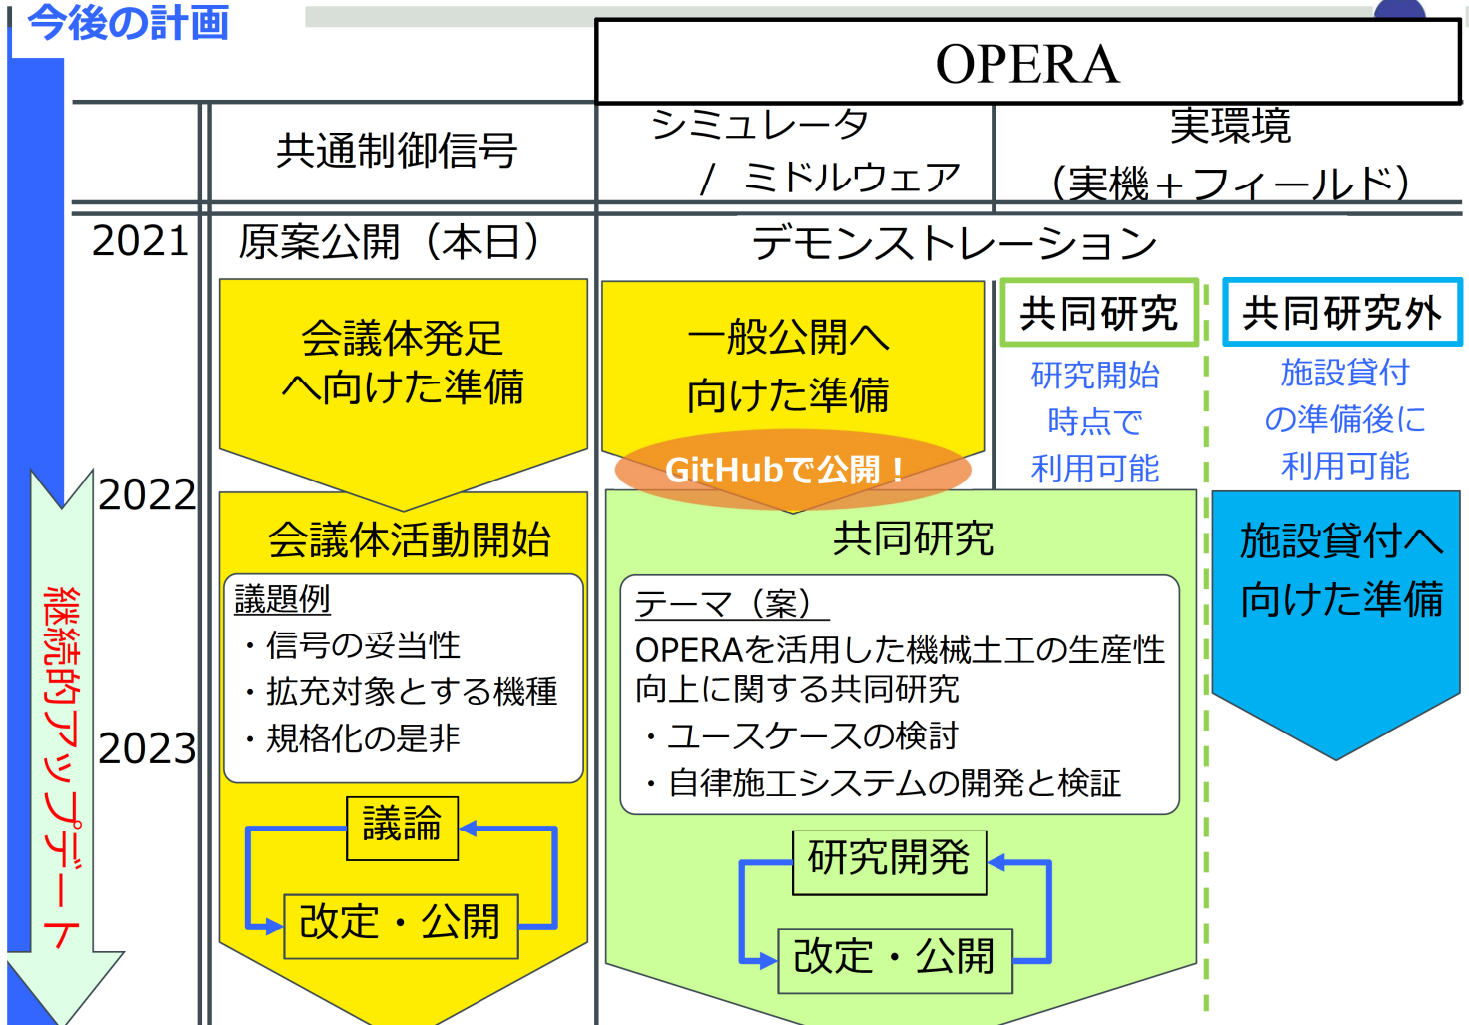 今後の計画
OPERA
共通制御信号
シミュレータ
/ ミドルウェア
実環境
（実機＋フィールド）
2021
原案公開（本日）
デモンストレーション
会議体発足
へ向けた準備
一般公開へ
向けた準備
GitHubで公開！
共同研究
研究開始
時点で
利用可能
共同研究外
施設貸付
の準備後に
利用可能
2022
会議体活動開始
議題例
・信号の妥当性
・拡充対象とする機種
・規格化の是非
議論
改定・公開
共同研究
テーマ（案）
OPERAを活用した機械土工の生産性
向上に関する共同研究
・ユースケースの検討
・自律施工システムの開発と検証
研究開発
改定・公開
施設貸付へ
向けた準備
2023
継続的アップデート